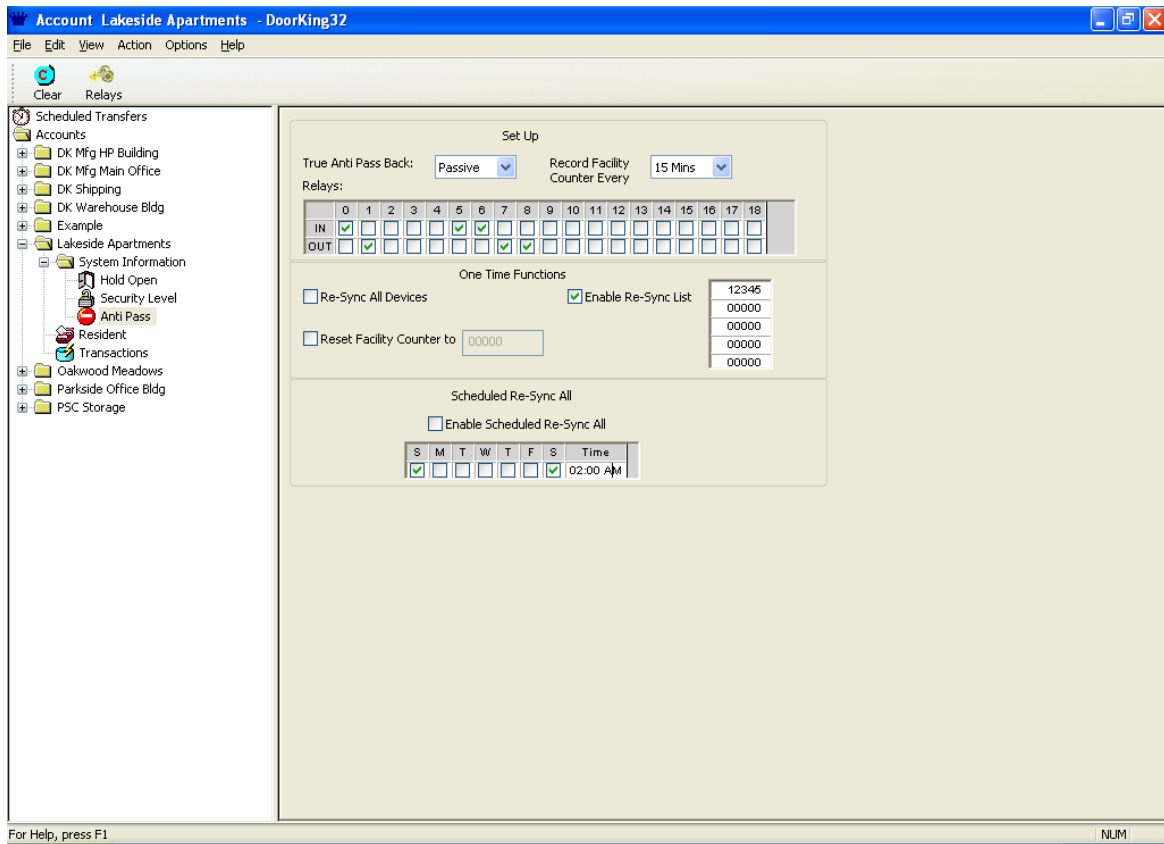 Account Lakeside Apartments - DoorKing32
File Edit View Action Options Help
C
Clear Relays
Scheduled Transfers
Accounts
DK Mfg HP Building
DK Mfg Main Office
DK Shipping
DK Warehouse Bldg
Example
Lakeside Apartments
System Information
Hold Open
Security Level
Anti Pass
Resident
Transactions
Oakwood Meadows
Parkside Office Bldg
PSC Storage
Set Up
True Anti Pass Back: Passive Record Facility Counter Every 15 Mins
Relays:
0 1 2 3 4 5 6 7 8 9 10 11 12 13 14 15 16 17 18
IN
OUT
One Time Functions
Re-Sync All Devices Enable Re-Sync List 12345
00000
00000
Reset Facility Counter to 00000 00000
00000
Scheduled Re-Sync All
Enable Scheduled Re-Sync All
S M T W T F S Time
02:00 AM
For Help, press F1 NUM